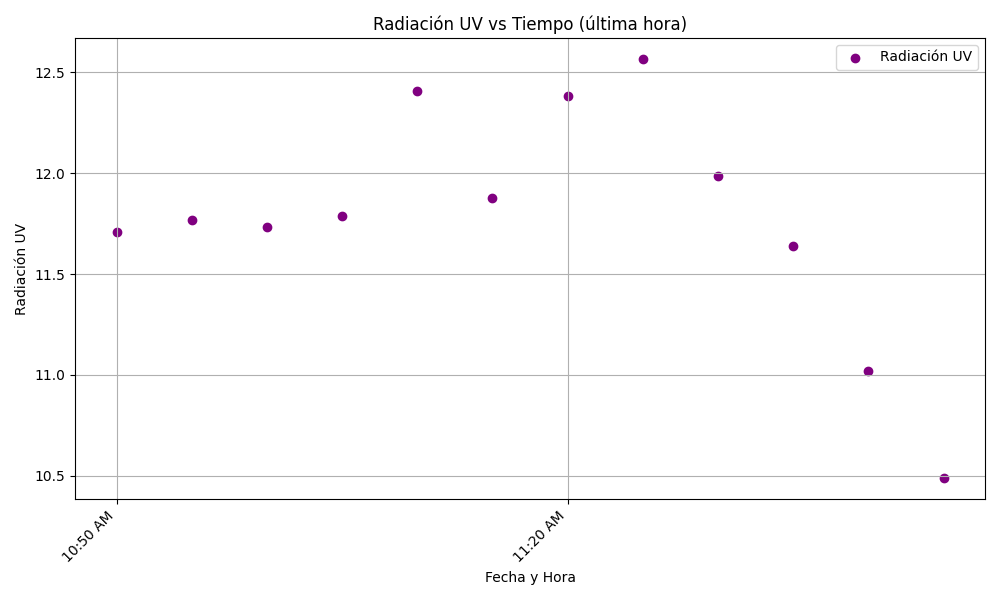 Radiación UV vs Tiempo (última hora)
Radiación UV
12.5
12.0
11.5
11.0
10.5
Radiación UV
10:50 AM
11:20 AM
Fecha y Hora